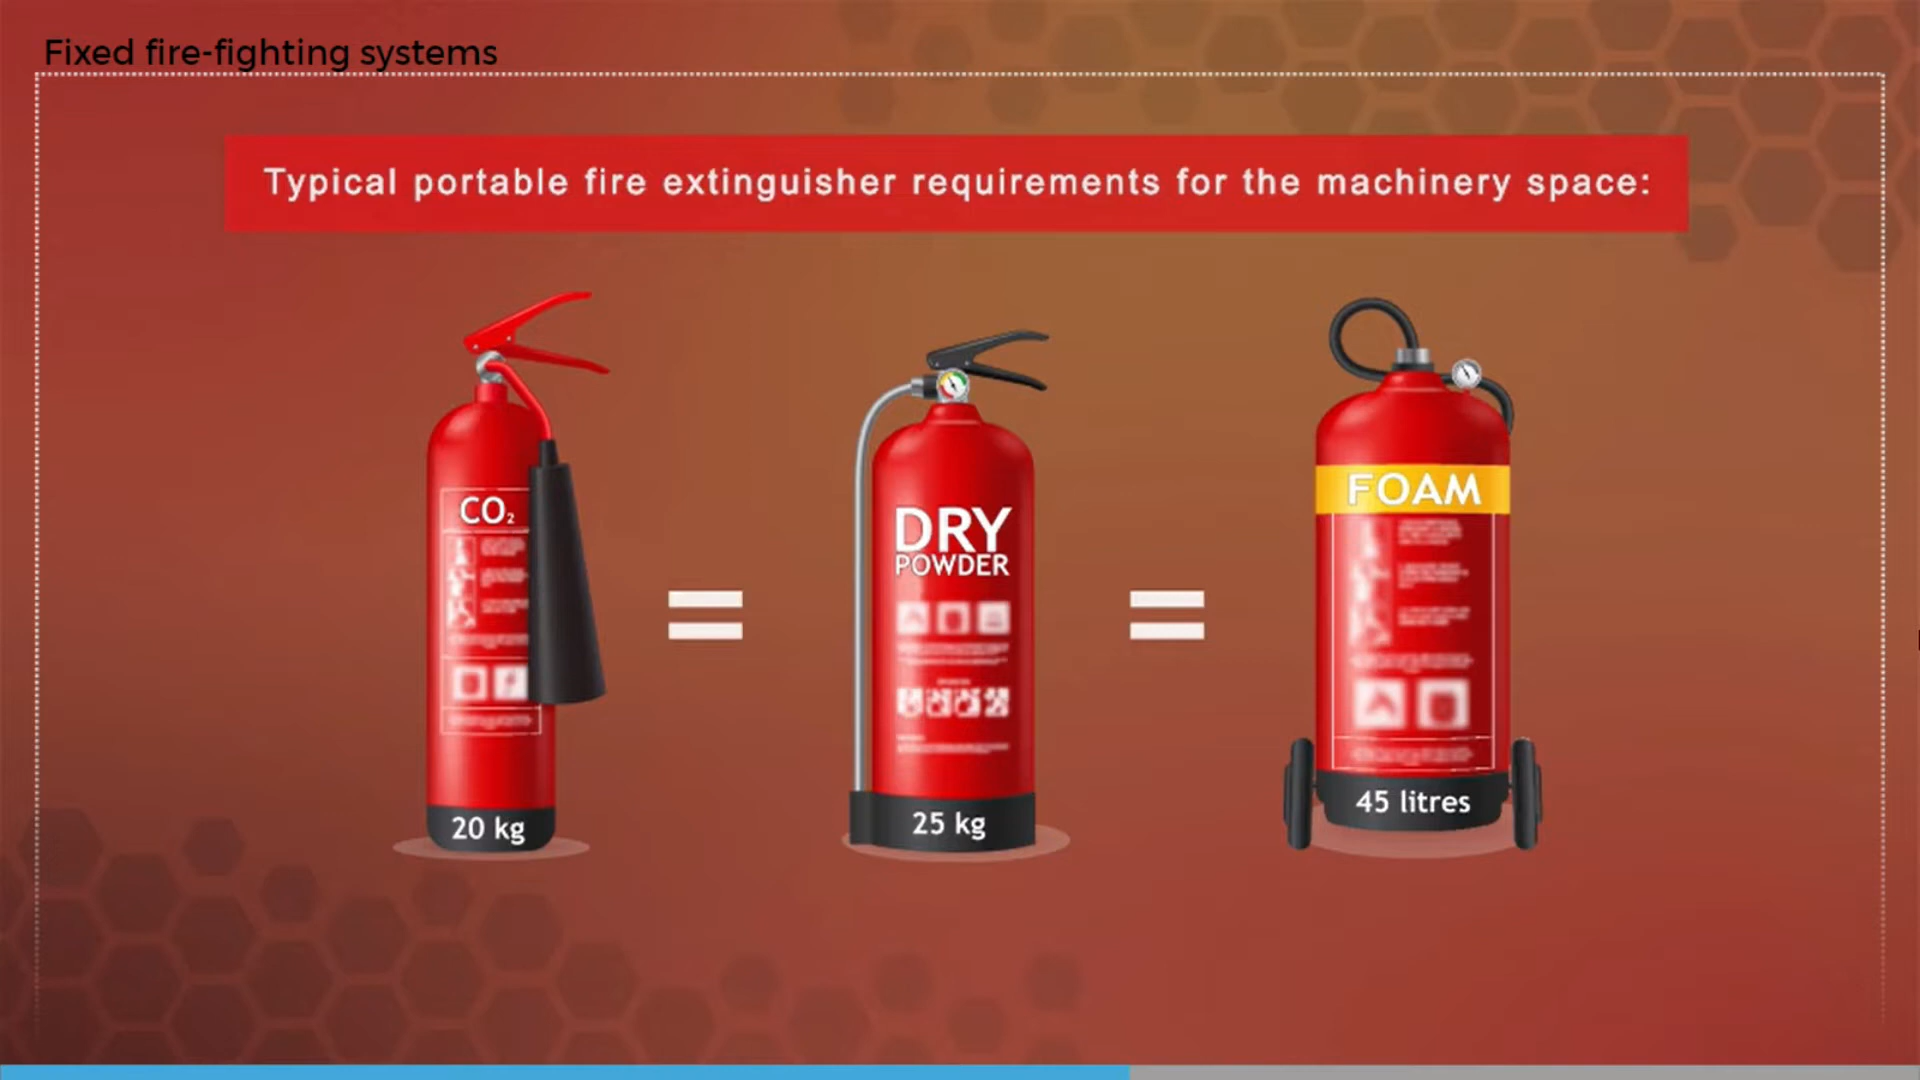 Fixed fire-fighting systems
Typical portable fire extinguisher requirements for the machinery space:
CO₂
DRY
POWDER
FOAM
20 kg
25 kg
45 litres